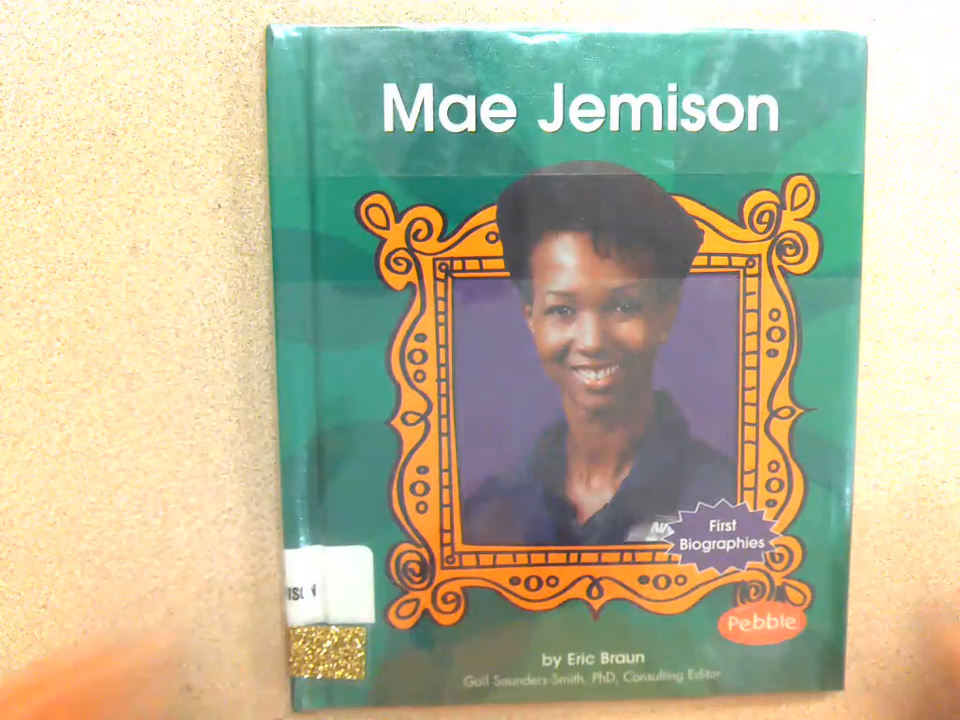 Mae Jemison
First
Biographies
Pebble
by Eric Braun
Gail Saunders-Smith, PhD, Consulting Editor